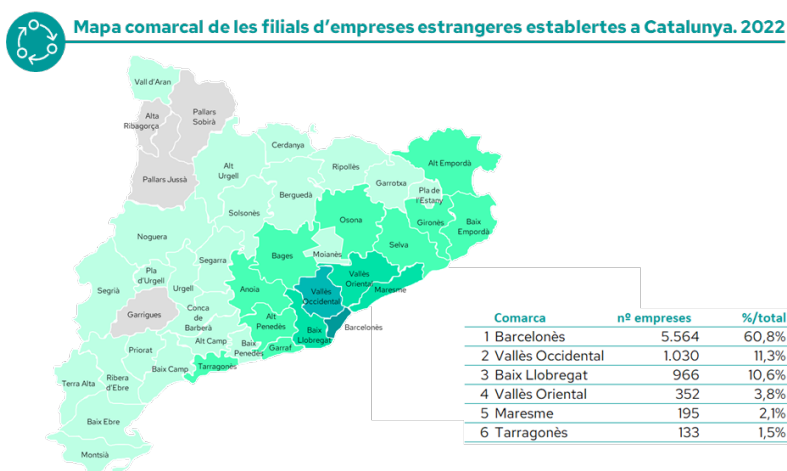 Mapa comarcal de les filials d'empreses estrangeres establertes a Catalunya. 2022
Vall d'Aran
Alta
Ribagorça
Pallars
Sobirà
Pallars Jussà
Alt
Urgell
Cerdanya
Ripollès
Alt Empordà
Garrotxa
Pla de
l'Estany
Berguedà
Solsonès
Osona
Gironès
Baix
Empordà
Selva
Noguera
Segarra
Bages
Moianès
Vallès
Oriental
Maresme
Pla
d'Urgell
Urgell
Segrià
Anoia
Vallès
Occidental
Garrigues
Conca
de
Barberà
Alt
Penedès
Baix
Llobregat
Barcelonès
Alt Camp
Baix
Penedès
Garraf
Priorat
Baix Camp
Tarragonès
Terra Alta
Ribera
d'Ebre
Baix Ebre
Montsià
Comarca nº empreses %/total
1 Barcelonès 5.564 60,8%
2 Vallès Occidental 1.030 11,3%
3 Baix Llobregat 966 10,6%
4 Vallès Oriental 352 3,8%
5 Maresme 195 2,1%
6 Tarragonès 133 1,5%